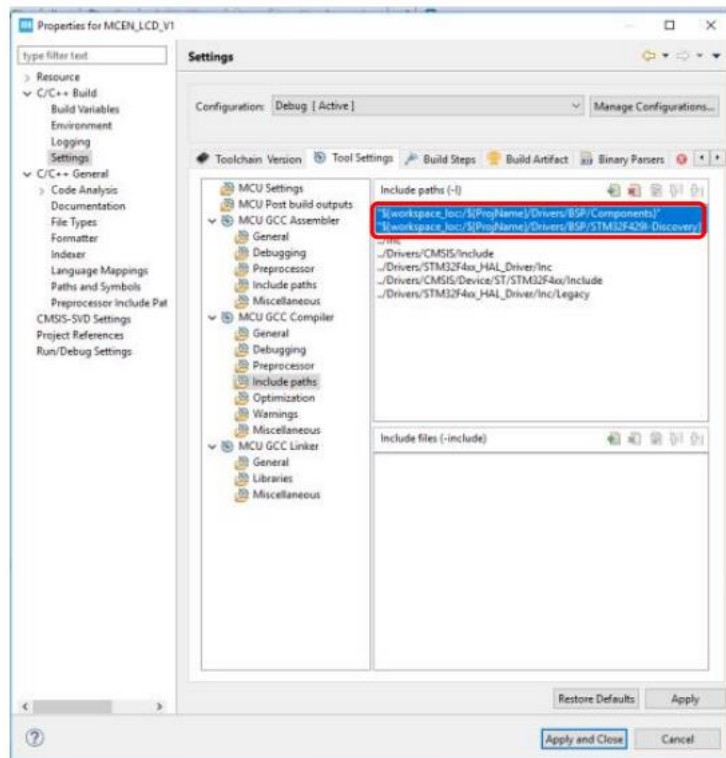 Properties for MCEN_LCD_V1
type filter text
Resource
C/C++ Build
Build Variables
Environment
Logging
Settings
C/C++ General
Code Analysis
Documentation
File Types
Formatter
Indexer
Language Mappings
Paths and Symbols
Preprocessor Include Pat
CMSIS-SVD Settings
Project References
Run/Debug Settings
Settings
Configuration: Debug [ Active ]
Manage Configurations...
Toolchain Version
Tool Settings
Build Steps
Build Artifact
Binary Parsers
MCU Settings
MCU Post build outputs
MCU GCC Assembler
General
Debugging
Preprocessor
Include paths
Miscellaneous
MCU GCC Compiler
General
Debugging
Preprocessor
Include paths
Optimization
Warnings
Miscellaneous
MCU GCC Linker
General
Libraries
Miscellaneous
Include paths (-I)
"${workspace_loc:/${ProjName}/Drivers/BSP/Components}"
"${workspace_loc:/${ProjName}/Drivers/BSP/STM32F429I-Discovery}
../Inc
../Drivers/CMSIS/Include
../Drivers/STM32F4xx_HAL_Driver/Inc
../Drivers/CMSIS/Device/ST/STM32F4xx/Include
../Drivers/STM32F4xx_HAL_Driver/Inc/Legacy
Include files (-include)
Restore Defaults
Apply
Apply and Close
Cancel